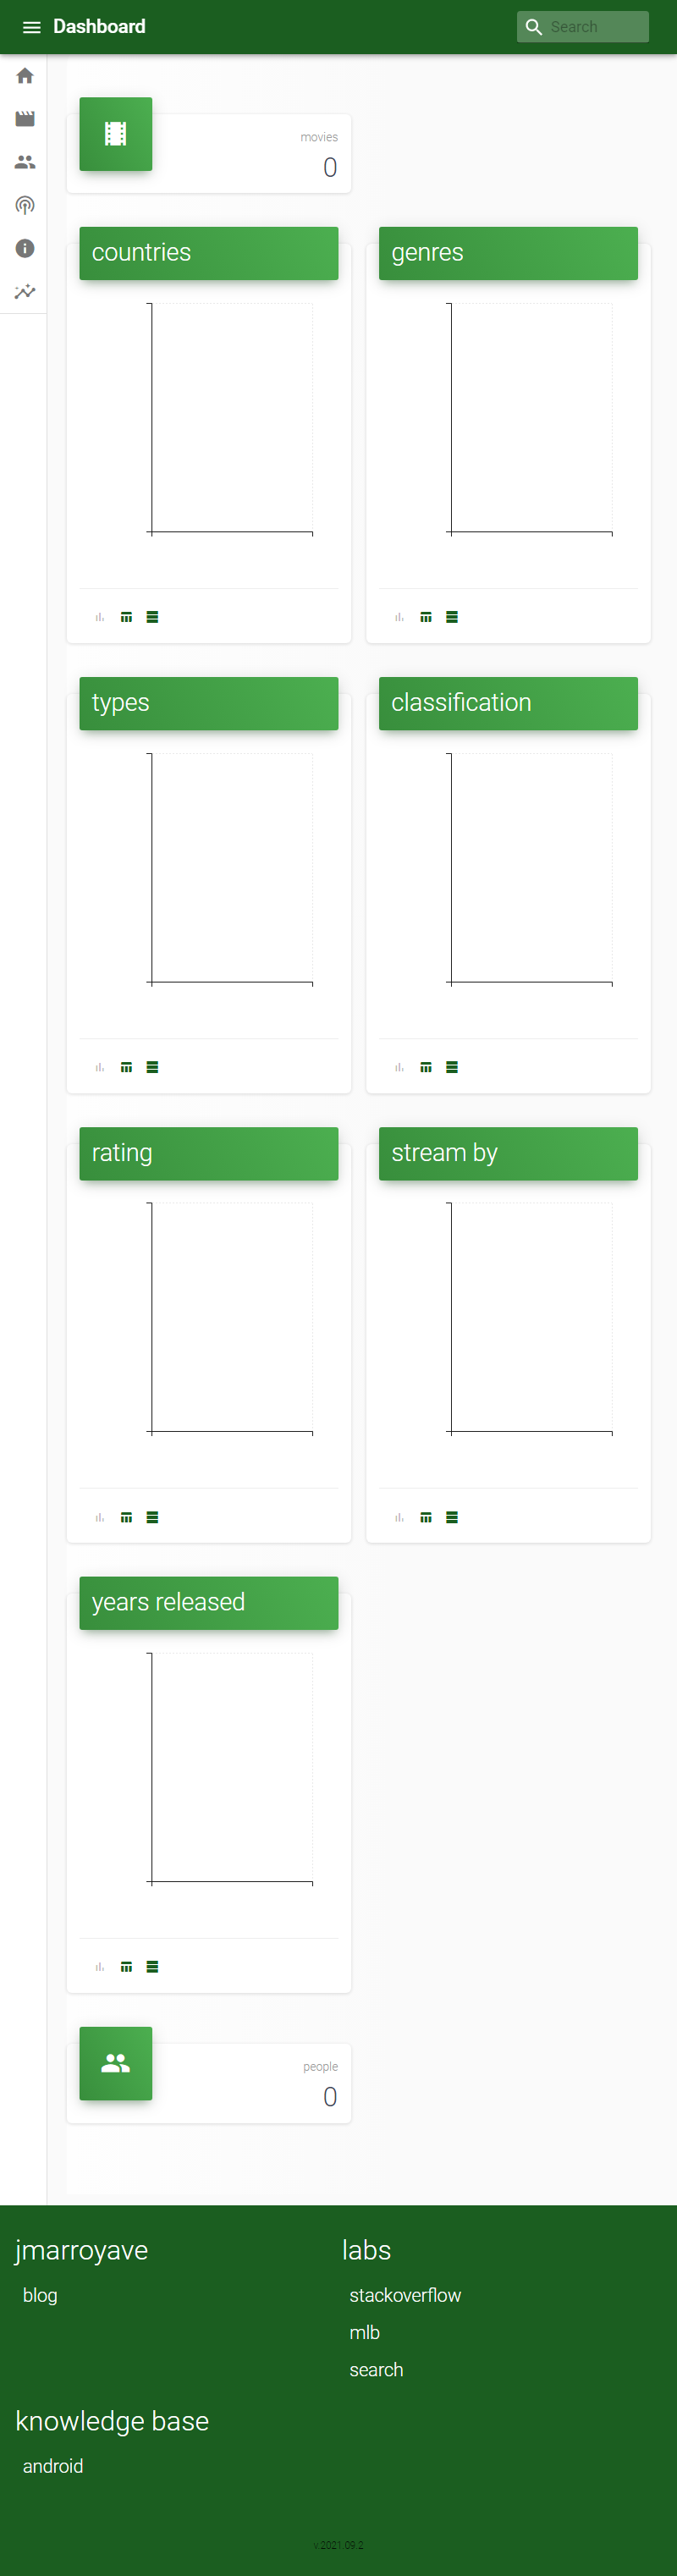 Dashboard
Search
movies
0
countries
genres
types
classification
rating
stream by
years released
people
0
jmarroyave
blog
labs
stackoverflow
mlb
search
knowledge base
android
v.2021.09.2